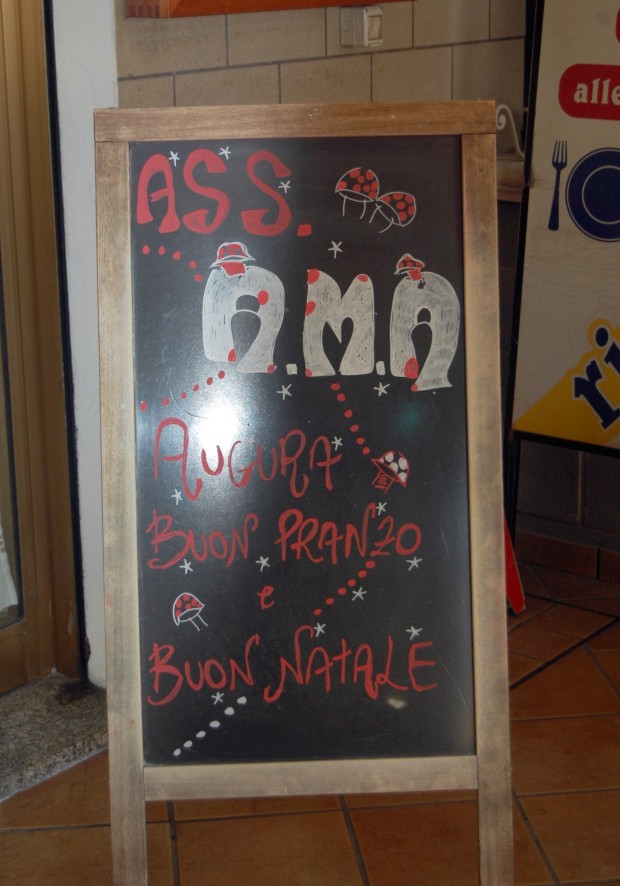 ASS.
A.M.A
AUGURA
BUON PRANZO
e
BUON NATALE
alle
ri